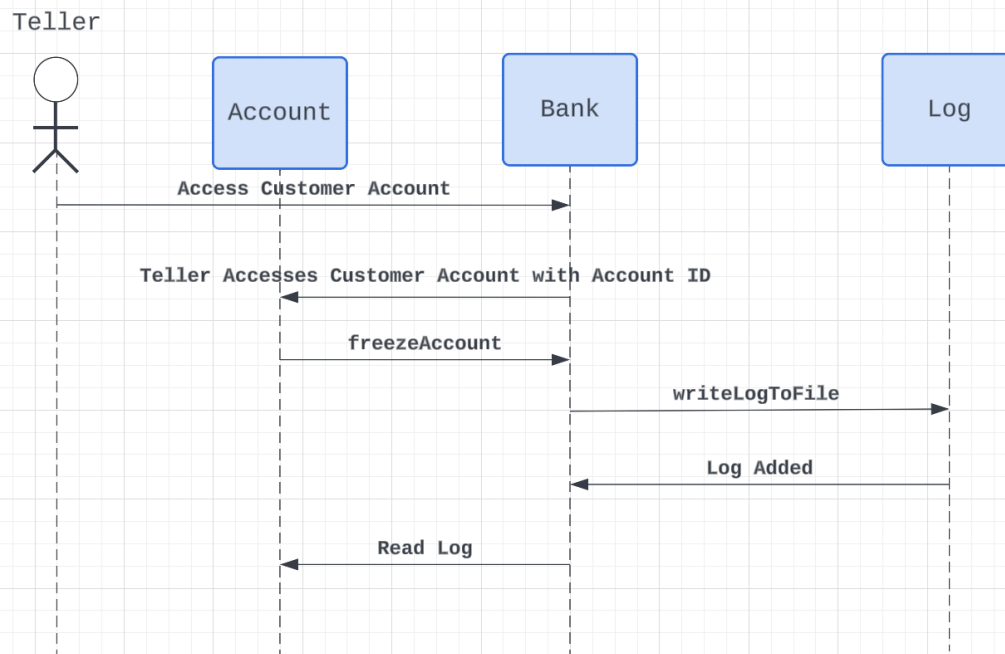 Teller
Account
Bank
Log
Access Customer Account
Teller Accesses Customer Account with Account ID
freezeAccount
writeLogToFile
Log Added
Read Log